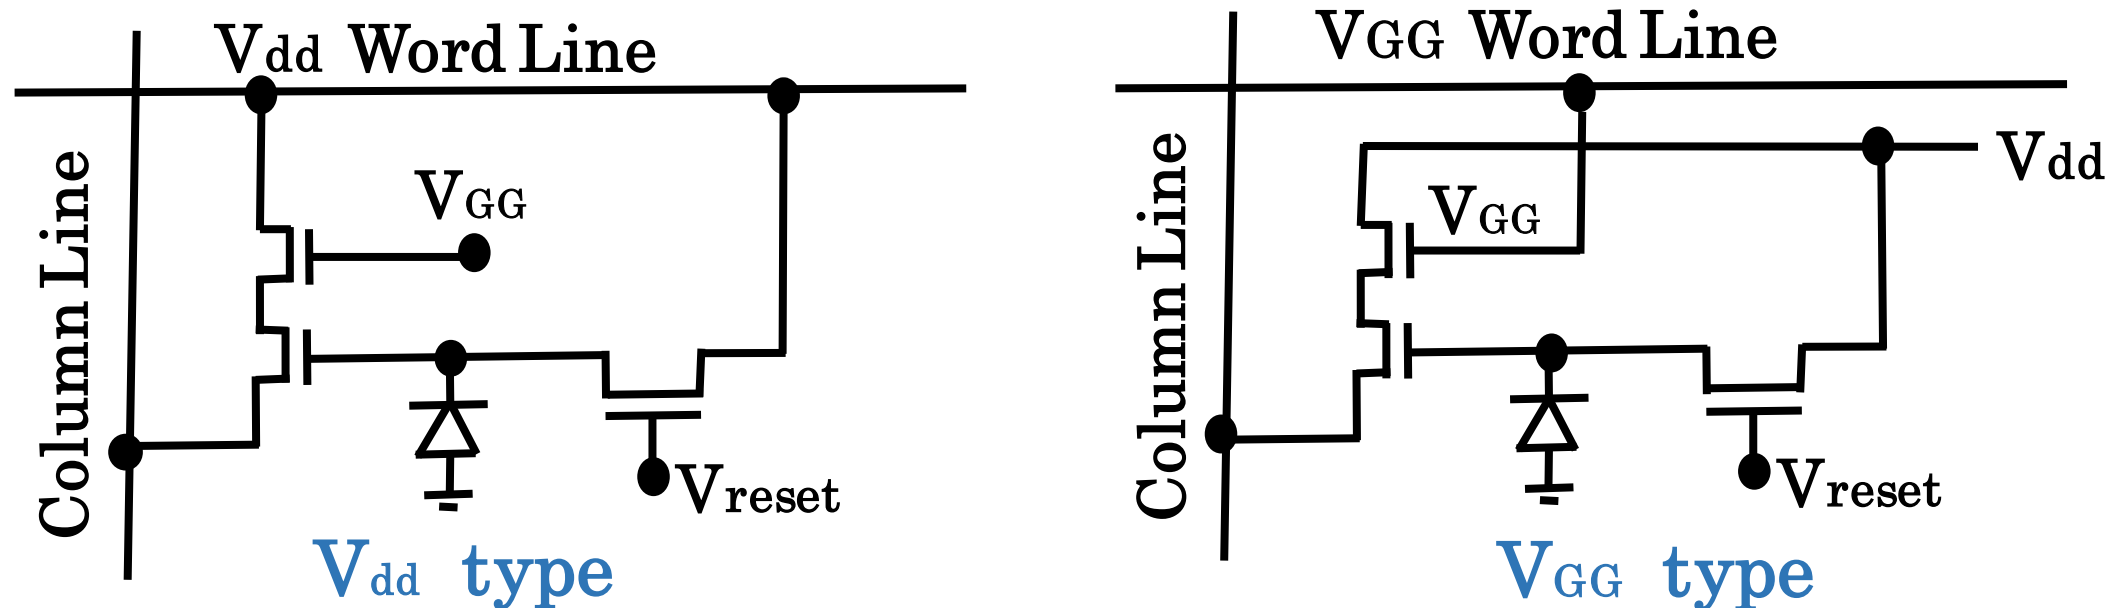 Vdd Word Line
Column Line
VGG
Vreset
Vdd type
VGG Word Line
Column Line
Vdd
VGG
Vreset
VGG type